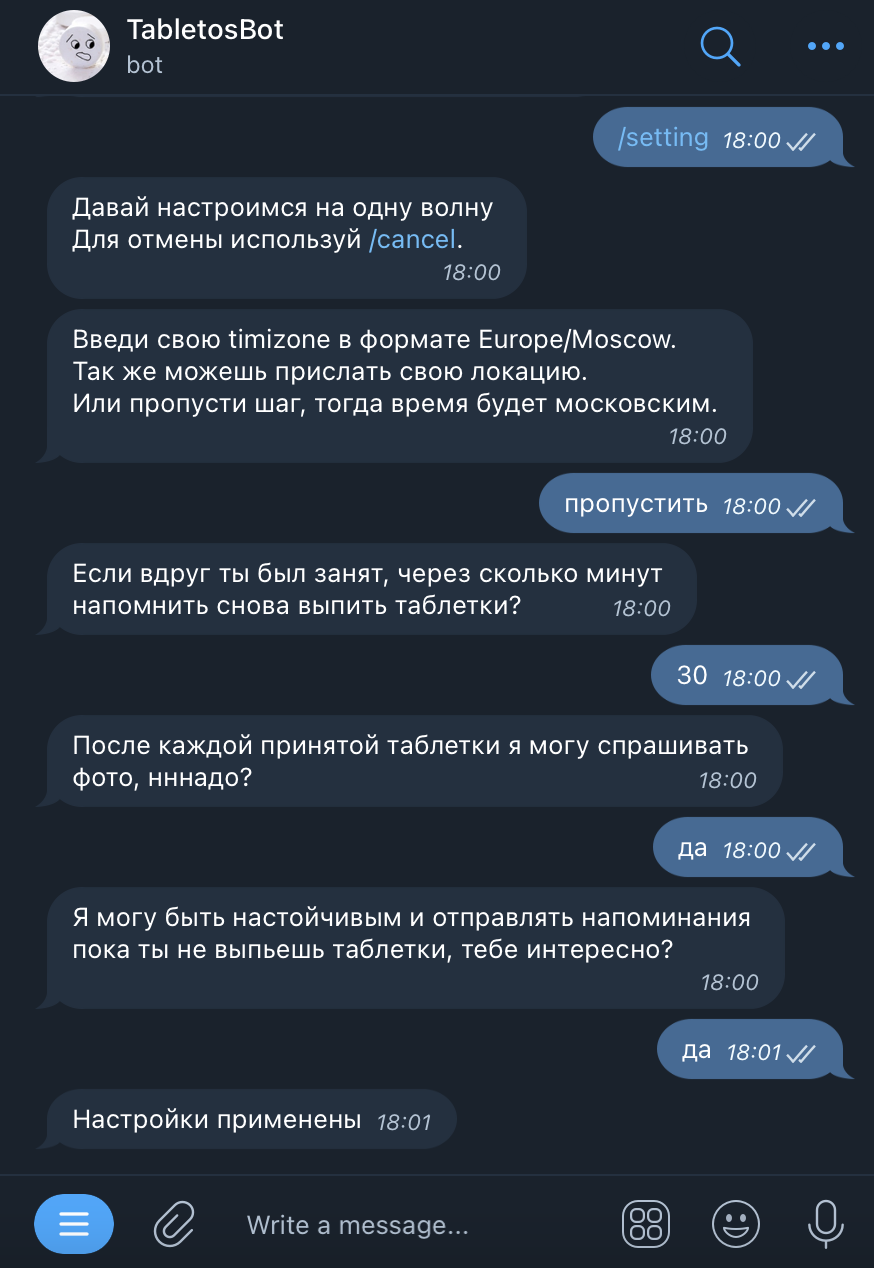 TabletosBot
bot
/setting 18:00
Давай настроимся на одну волну
Для отмены используй /cancel.
18:00
Введи свою timizone в формате Europe/Moscow.
Так же можешь прислать свою локацию.
Или пропусти шаг, тогда время будет московским.
18:00
пропустить 18:00
Если вдруг ты был занят, через сколько минут
напомнить снова выпить таблетки? 18:00
30 18:00
После каждой принятой таблетки я могу спрашивать
фото, нннадо? 18:00
да 18:00
Я могу быть настойчивым и отправлять напоминания
пока ты не выпьешь таблетки, тебе интересно?
18:00
да 18:01
Настройки применены 18:01
Write a message...